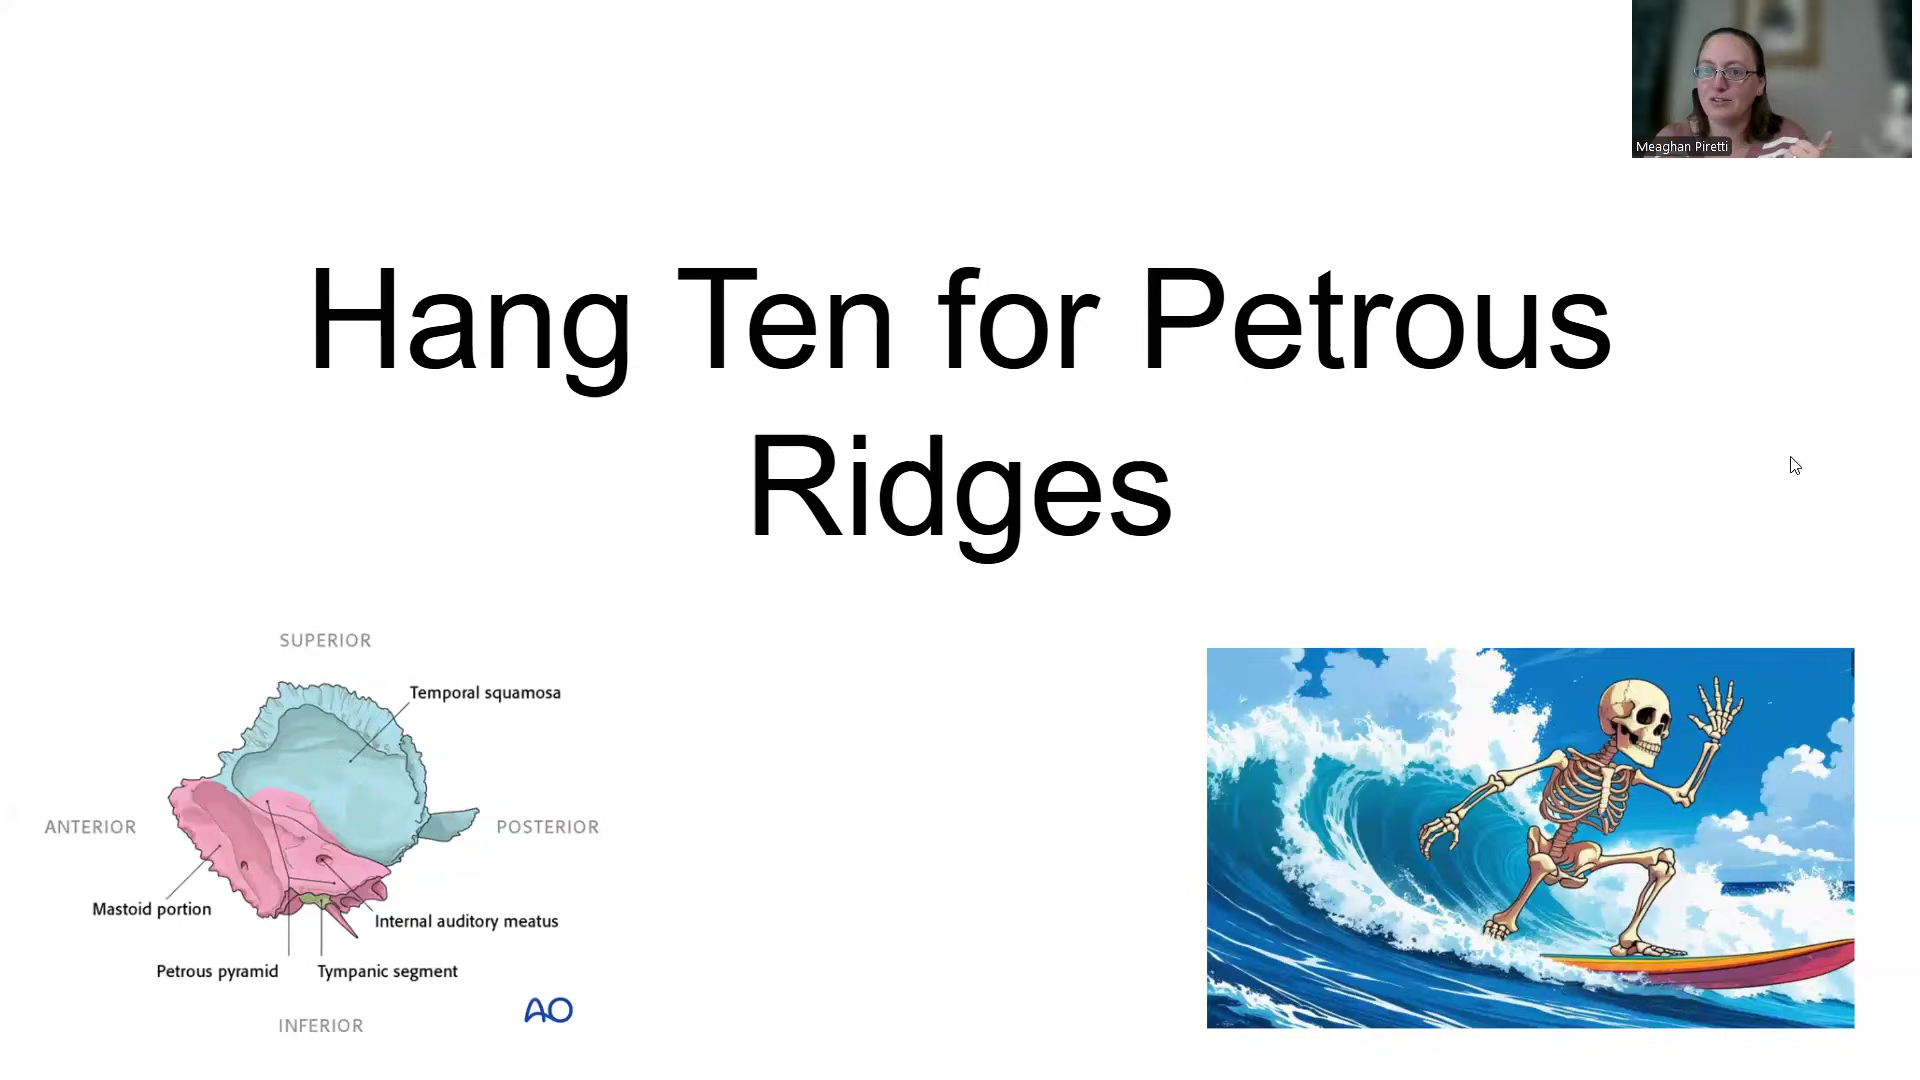 Meaghan Piretti
Hang Ten for Petrous
Ridges
SUPERIOR
Temporal squamosa
ANTERIOR
POSTERIOR
Mastoid portion
Internal auditory meatus
Petrous pyramid
Tympanic segment
AO
INFERIOR